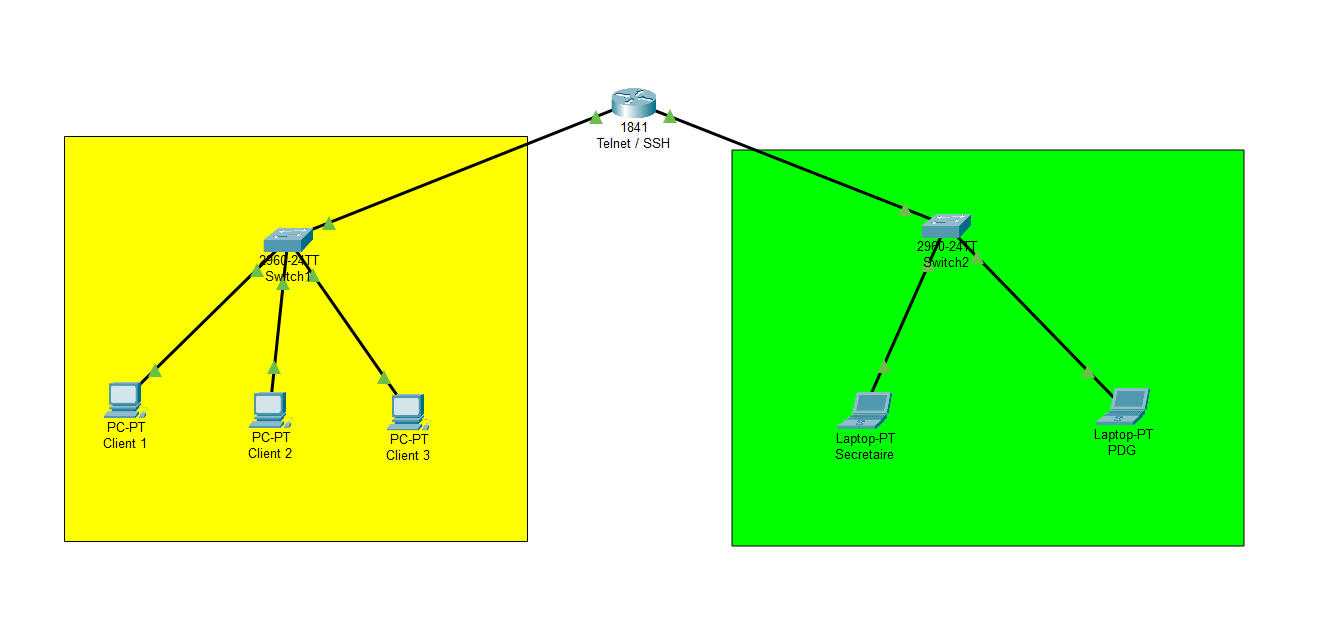 1841
Telnet / SSH
2960-24TT
Switch1
2960-24TT
Switch2
PC-PT
Client 1
PC-PT
Client 2
PC-PT
Client 3
Laptop-PT
Secretaire
Laptop-PT
PDG